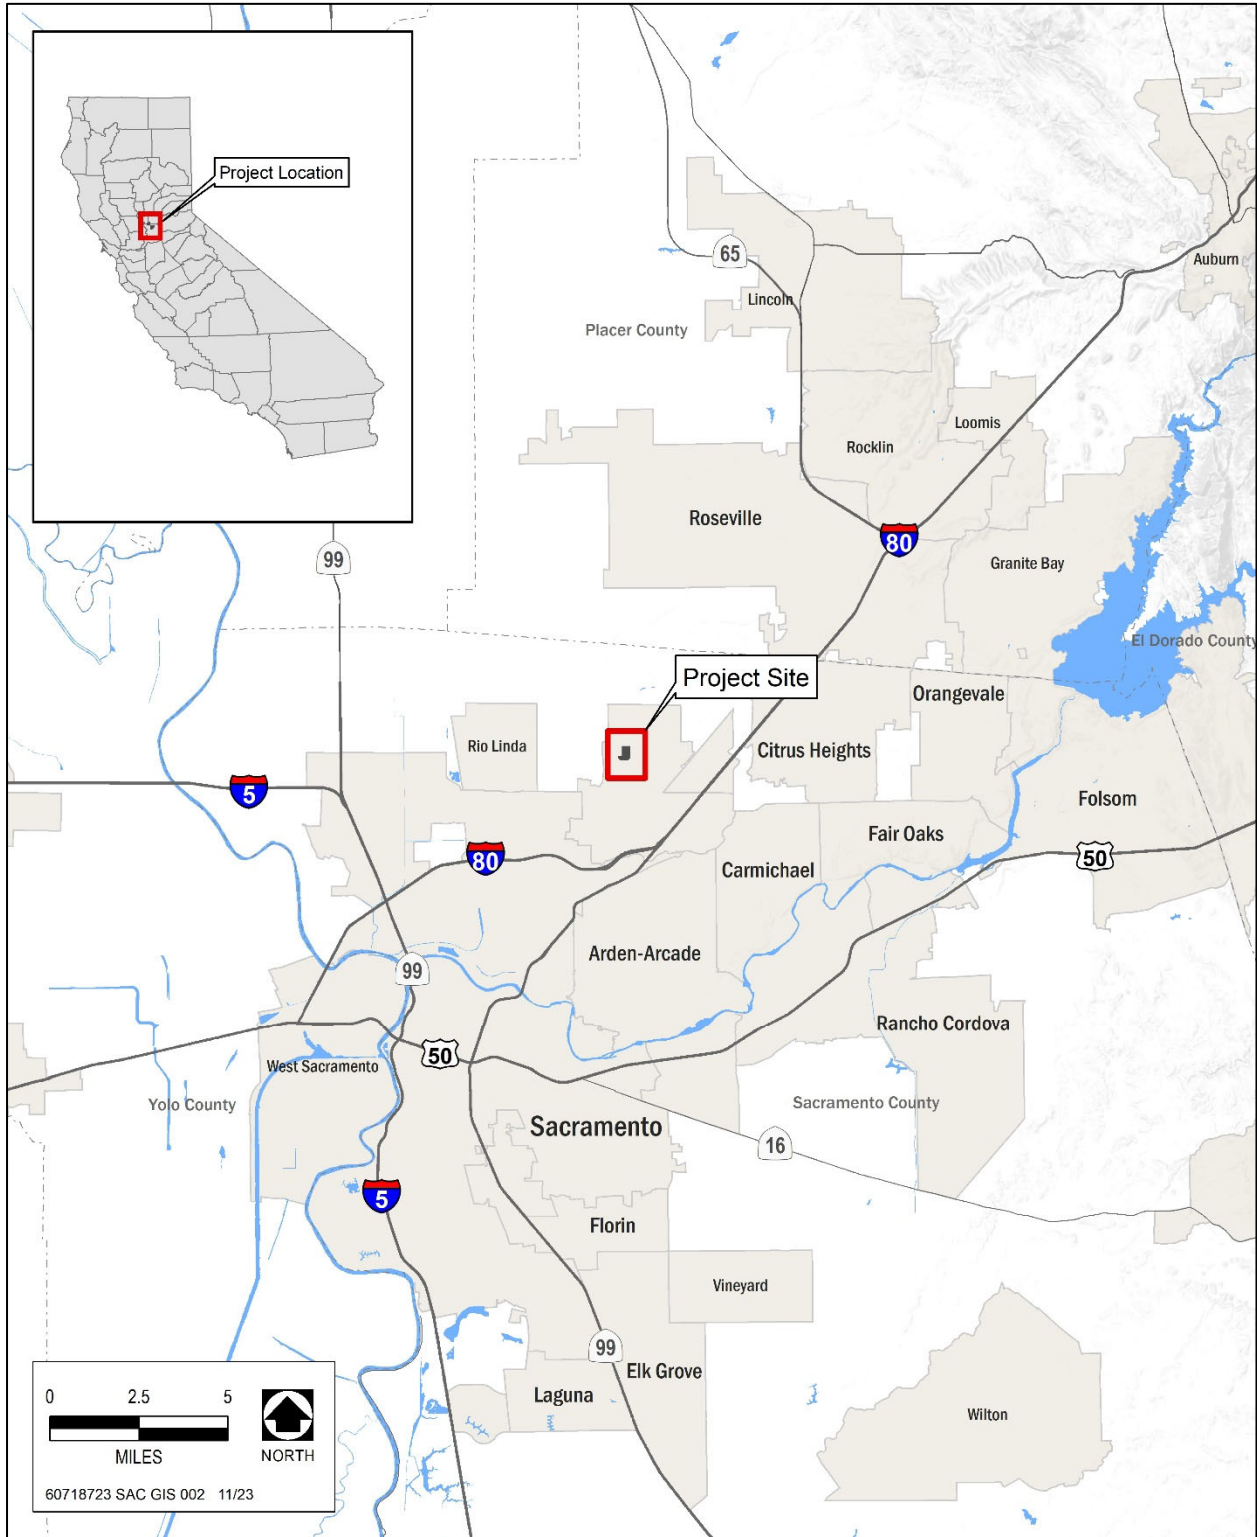 Project Location
65
Auburn
Lincoln
Placer County
Loomis
Rocklin
Roseville
80
99
Granite Bay
El Dorado County
Project Site
Orangevale
Rio Linda
Citrus Heights
5
Folsom
Fair Oaks
80
50
Carmichael
Arden-Arcade
99
Rancho Cordova
50
West Sacramento
Yolo County
Sacramento County
Sacramento
16
5
Florin
Vineyard
99
Elk Grove
Laguna
Wilton
0 2.5 5
MILES
NORTH
60718723 SAC GIS 002 11/23